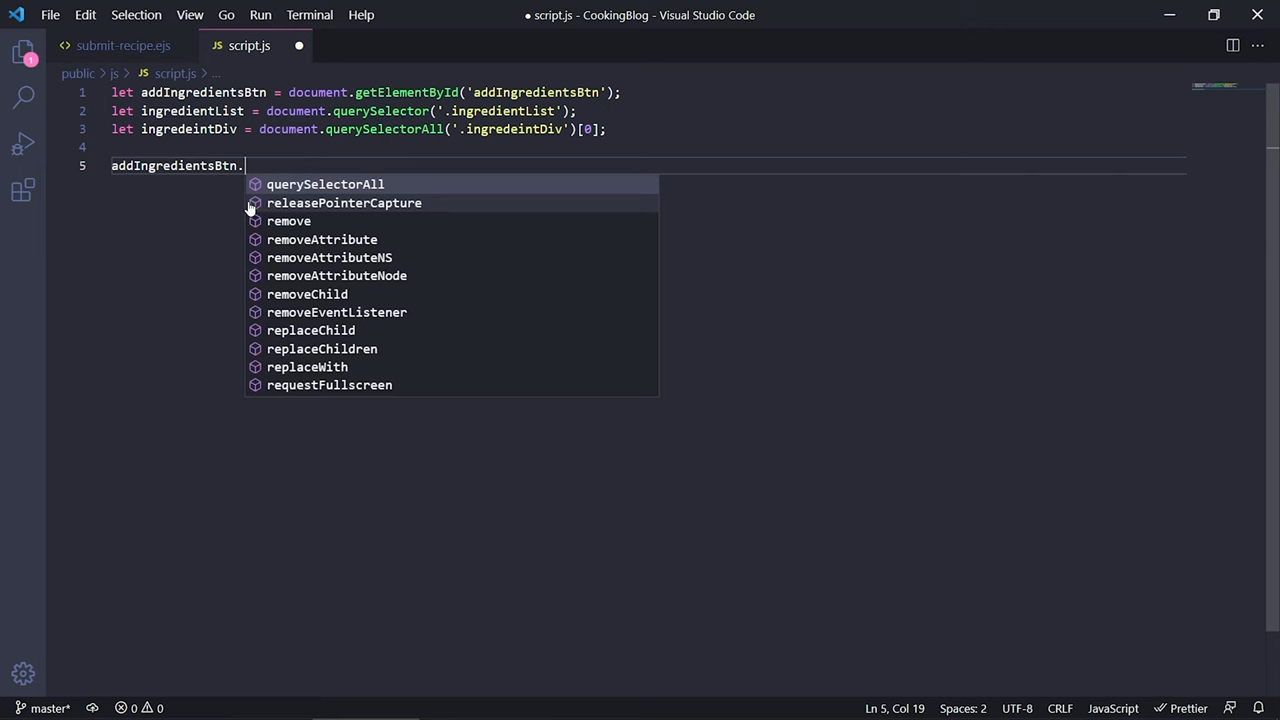 File Edit Selection View Go Run Terminal Help ● script.js - CookingBlog - Visual Studio Code
<> submit-recipe.ejs JS script.js ●
public > js > JS script.js > ...
1 let addIngredientsBtn = document.getElementById('addIngredientsBtn');
2 let ingredientList = document.querySelector('.ingredientList');
3 let ingredeintDiv = document.querySelectorAll('.ingredeintDiv')[0];
4
5 addIngredientsBtn.
querySelectorAll
releasePointerCapture
remove
removeAttribute
removeAttributeNS
removeAttributeNode
removeChild
removeEventListener
replaceChild
replaceChildren
replaceWith
requestFullscreen
1
master* 0 0 Ln 5, Col 19 Spaces: 2 UTF-8 CRLF JavaScript Prettier